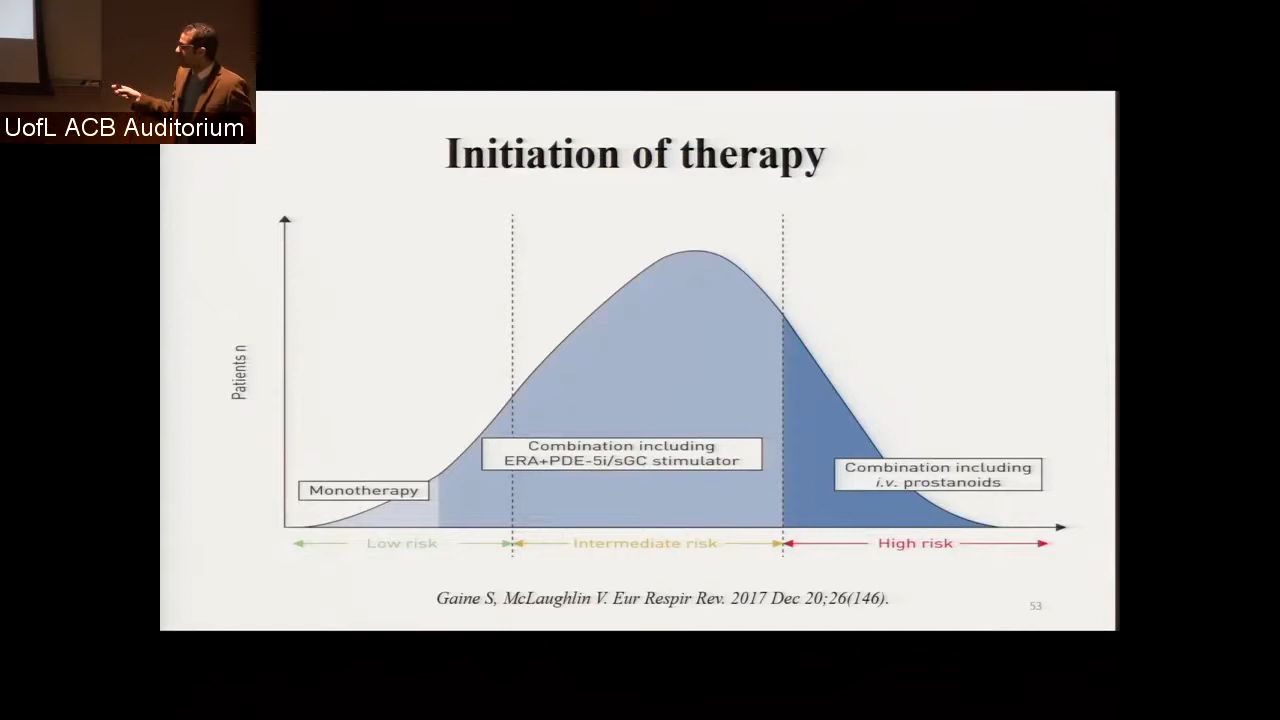 UofL ACB Auditorium
Initiation of therapy
Patients n
Monotherapy
Combination including
ERA+PDE-5i/sGC stimulator
Combination including
i.v. prostanoids
Low risk
Intermediate risk
High risk
Gaine S, McLaughlin V. Eur Respir Rev. 2017 Dec 20;26(146).
53